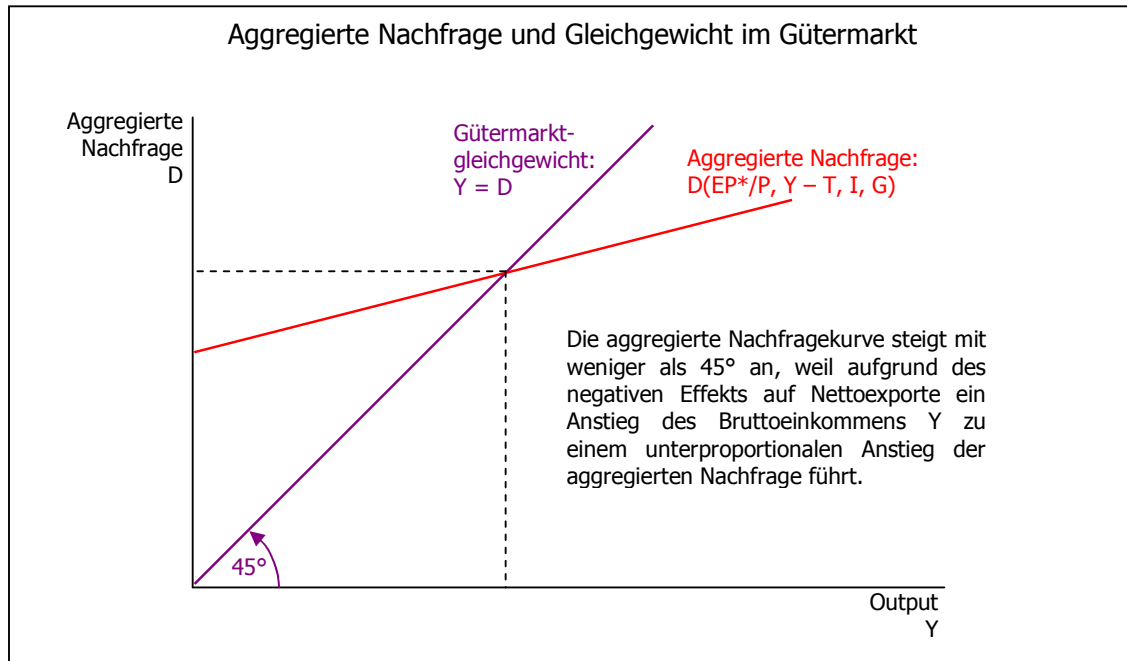 Aggregierte Nachfrage und Gleichgewicht im Gütermarkt
Aggregierte
Nachfrage
D
Gütermarkt-
gleichgewicht:
Y = D
Aggregierte Nachfrage:
D(EP*/P, Y – T, I, G)
Die aggregierte Nachfragekurve steigt mit
weniger als 45° an, weil aufgrund des
negativen Effekts auf Nettoexporte ein
Anstieg des Bruttoeinkommens Y zu
einem unterproportionalen Anstieg der
aggregierten Nachfrage führt.
45°
Output
Y